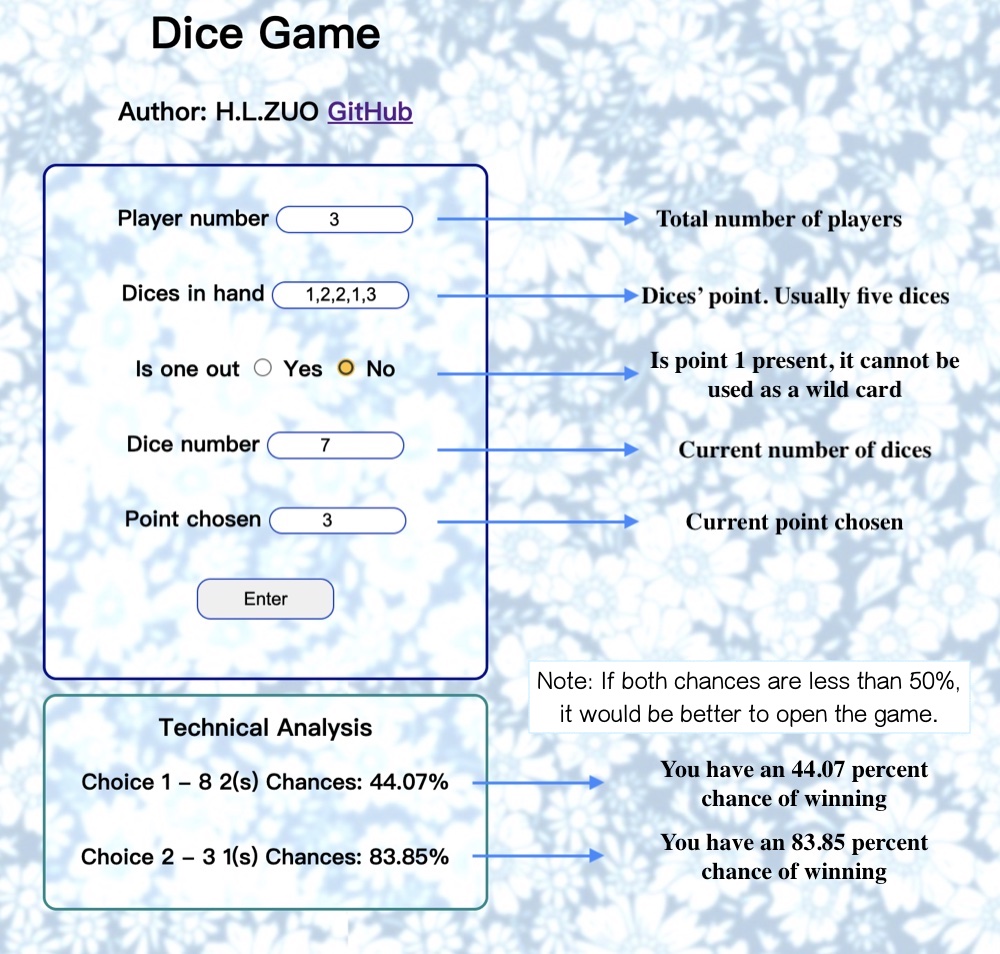 Dice Game
Author: H.L.ZUO GitHub
Player number 3
Total number of players
Dices in hand 1,2,2,1,3
Dices’ point. Usually five dices
Is one out Yes No
Is point 1 present, it cannot be
used as a wild card
Dice number 7
Current number of dices
Point chosen 3
Current point chosen
Enter
Note: If both chances are less than 50%,
it would be better to open the game.
Technical Analysis
Choice 1 – 8 2(s) Chances: 44.07%
You have an 44.07 percent
chance of winning
Choice 2 – 3 1(s) Chances: 83.85%
You have an 83.85 percent
chance of winning